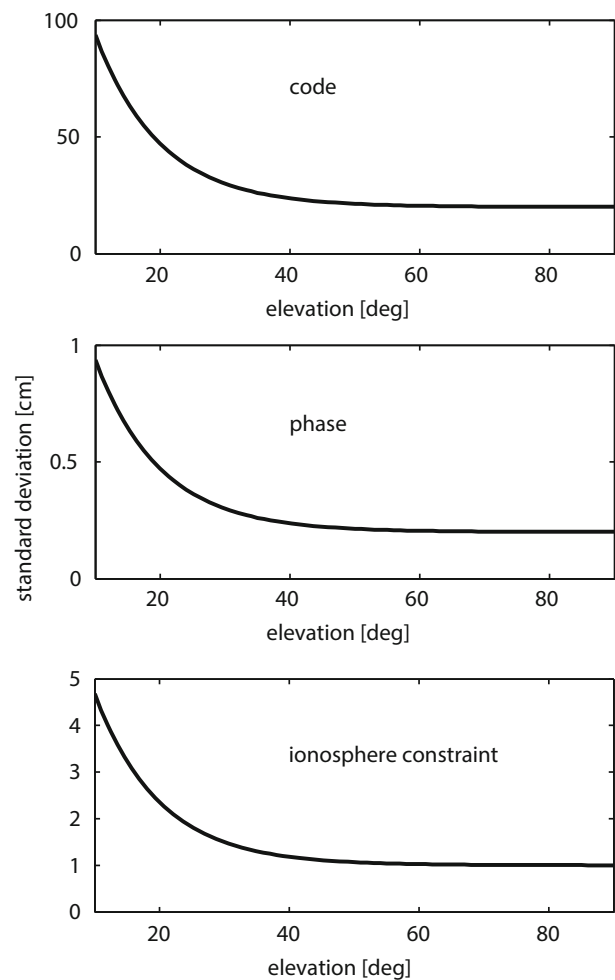 100
code
50
0
20 40 60 80
elevation [deg]
standard deviation [cm]
1
phase
0.5
0
20 40 60 80
elevation [deg]
5
4
ionosphere constraint
3
2
1
0
20 40 60 80
elevation [deg]